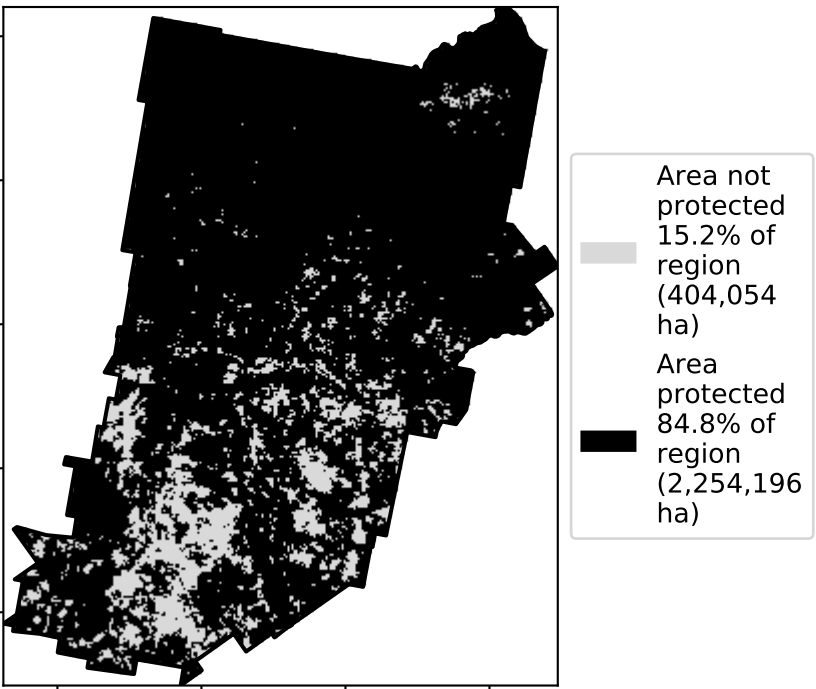 Area not
protected
15.2% of
region
(404,054
ha)
Area
protected
84.8% of
region
(2,254,196
ha)